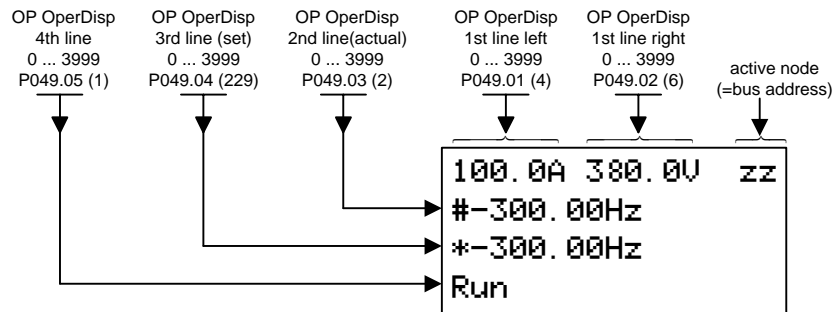 OP OperDisp
4th line
0 ... 3999
P049.05 (1)
OP OperDisp
3rd line (set)
0 ... 3999
P049.04 (229)
OP OperDisp
2nd line(actual)
0 ... 3999
P049.03 (2)
OP OperDisp
1st line left
0 ... 3999
P049.01 (4)
OP OperDisp
1st line right
0 ... 3999
P049.02 (6)
active node
(=bus address)
100.0A 380.0V zz
#-300.00Hz
*-300.00Hz
Run